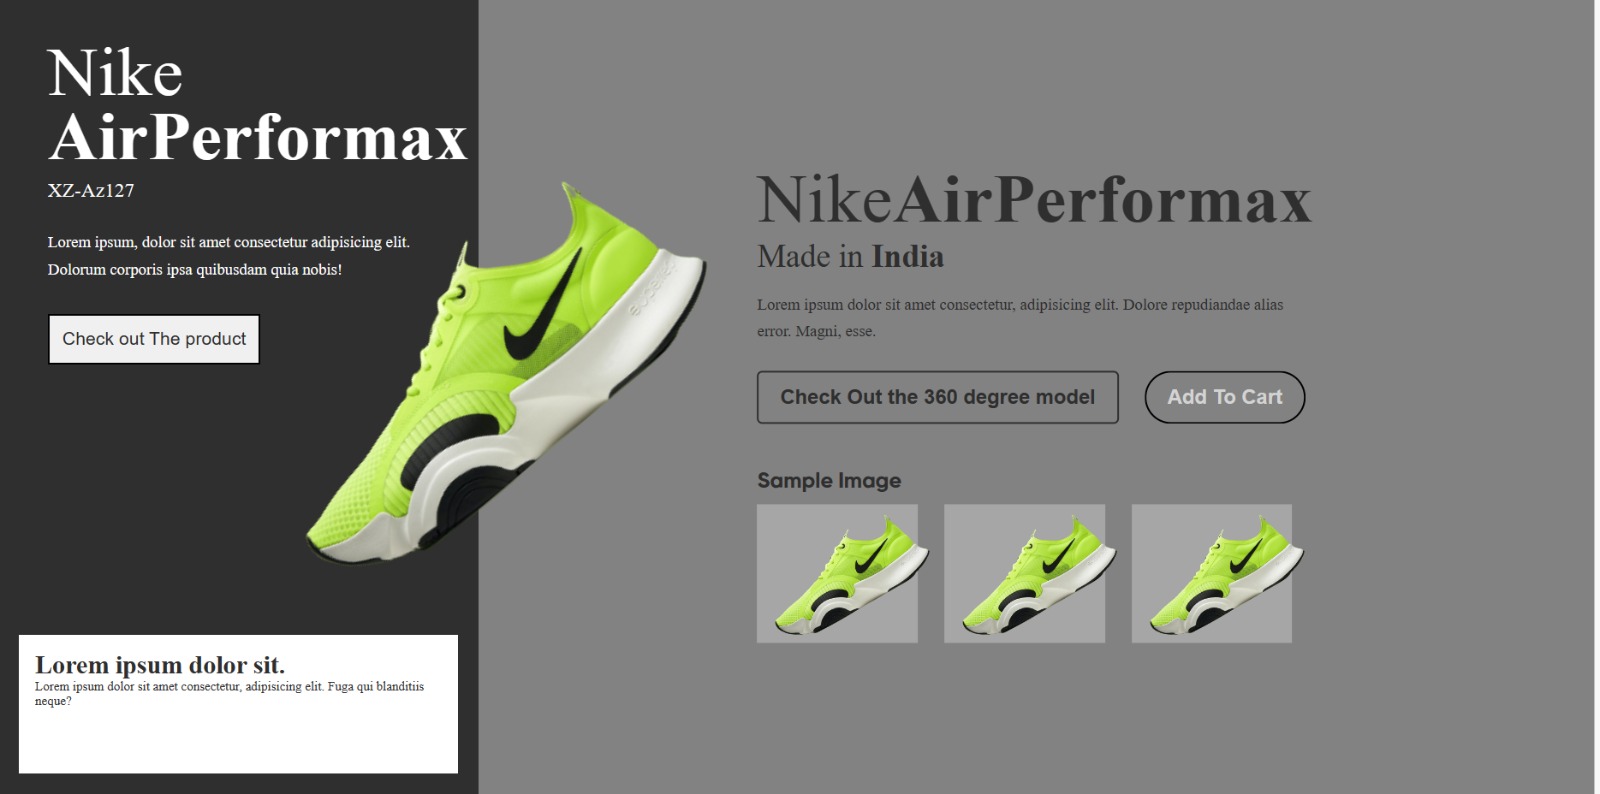 Nike
AirPerformax
XZ-Az127
Lorem ipsum, dolor sit amet consectetur adipisicing elit.
Dolorum corporis ipsa quibusdam quia nobis!
Check out The product
Lorem ipsum dolor sit.
Lorem ipsum dolor sit amet consectetur, adipisicing elit. Fuga qui blanditiis
neque?
NikeAirPerformax
Made in India
Lorem ipsum dolor sit amet consectetur, adipisicing elit. Dolore repudiandae alias
error. Magni, esse.
Check Out the 360 degree model
Add To Cart
Sample Image